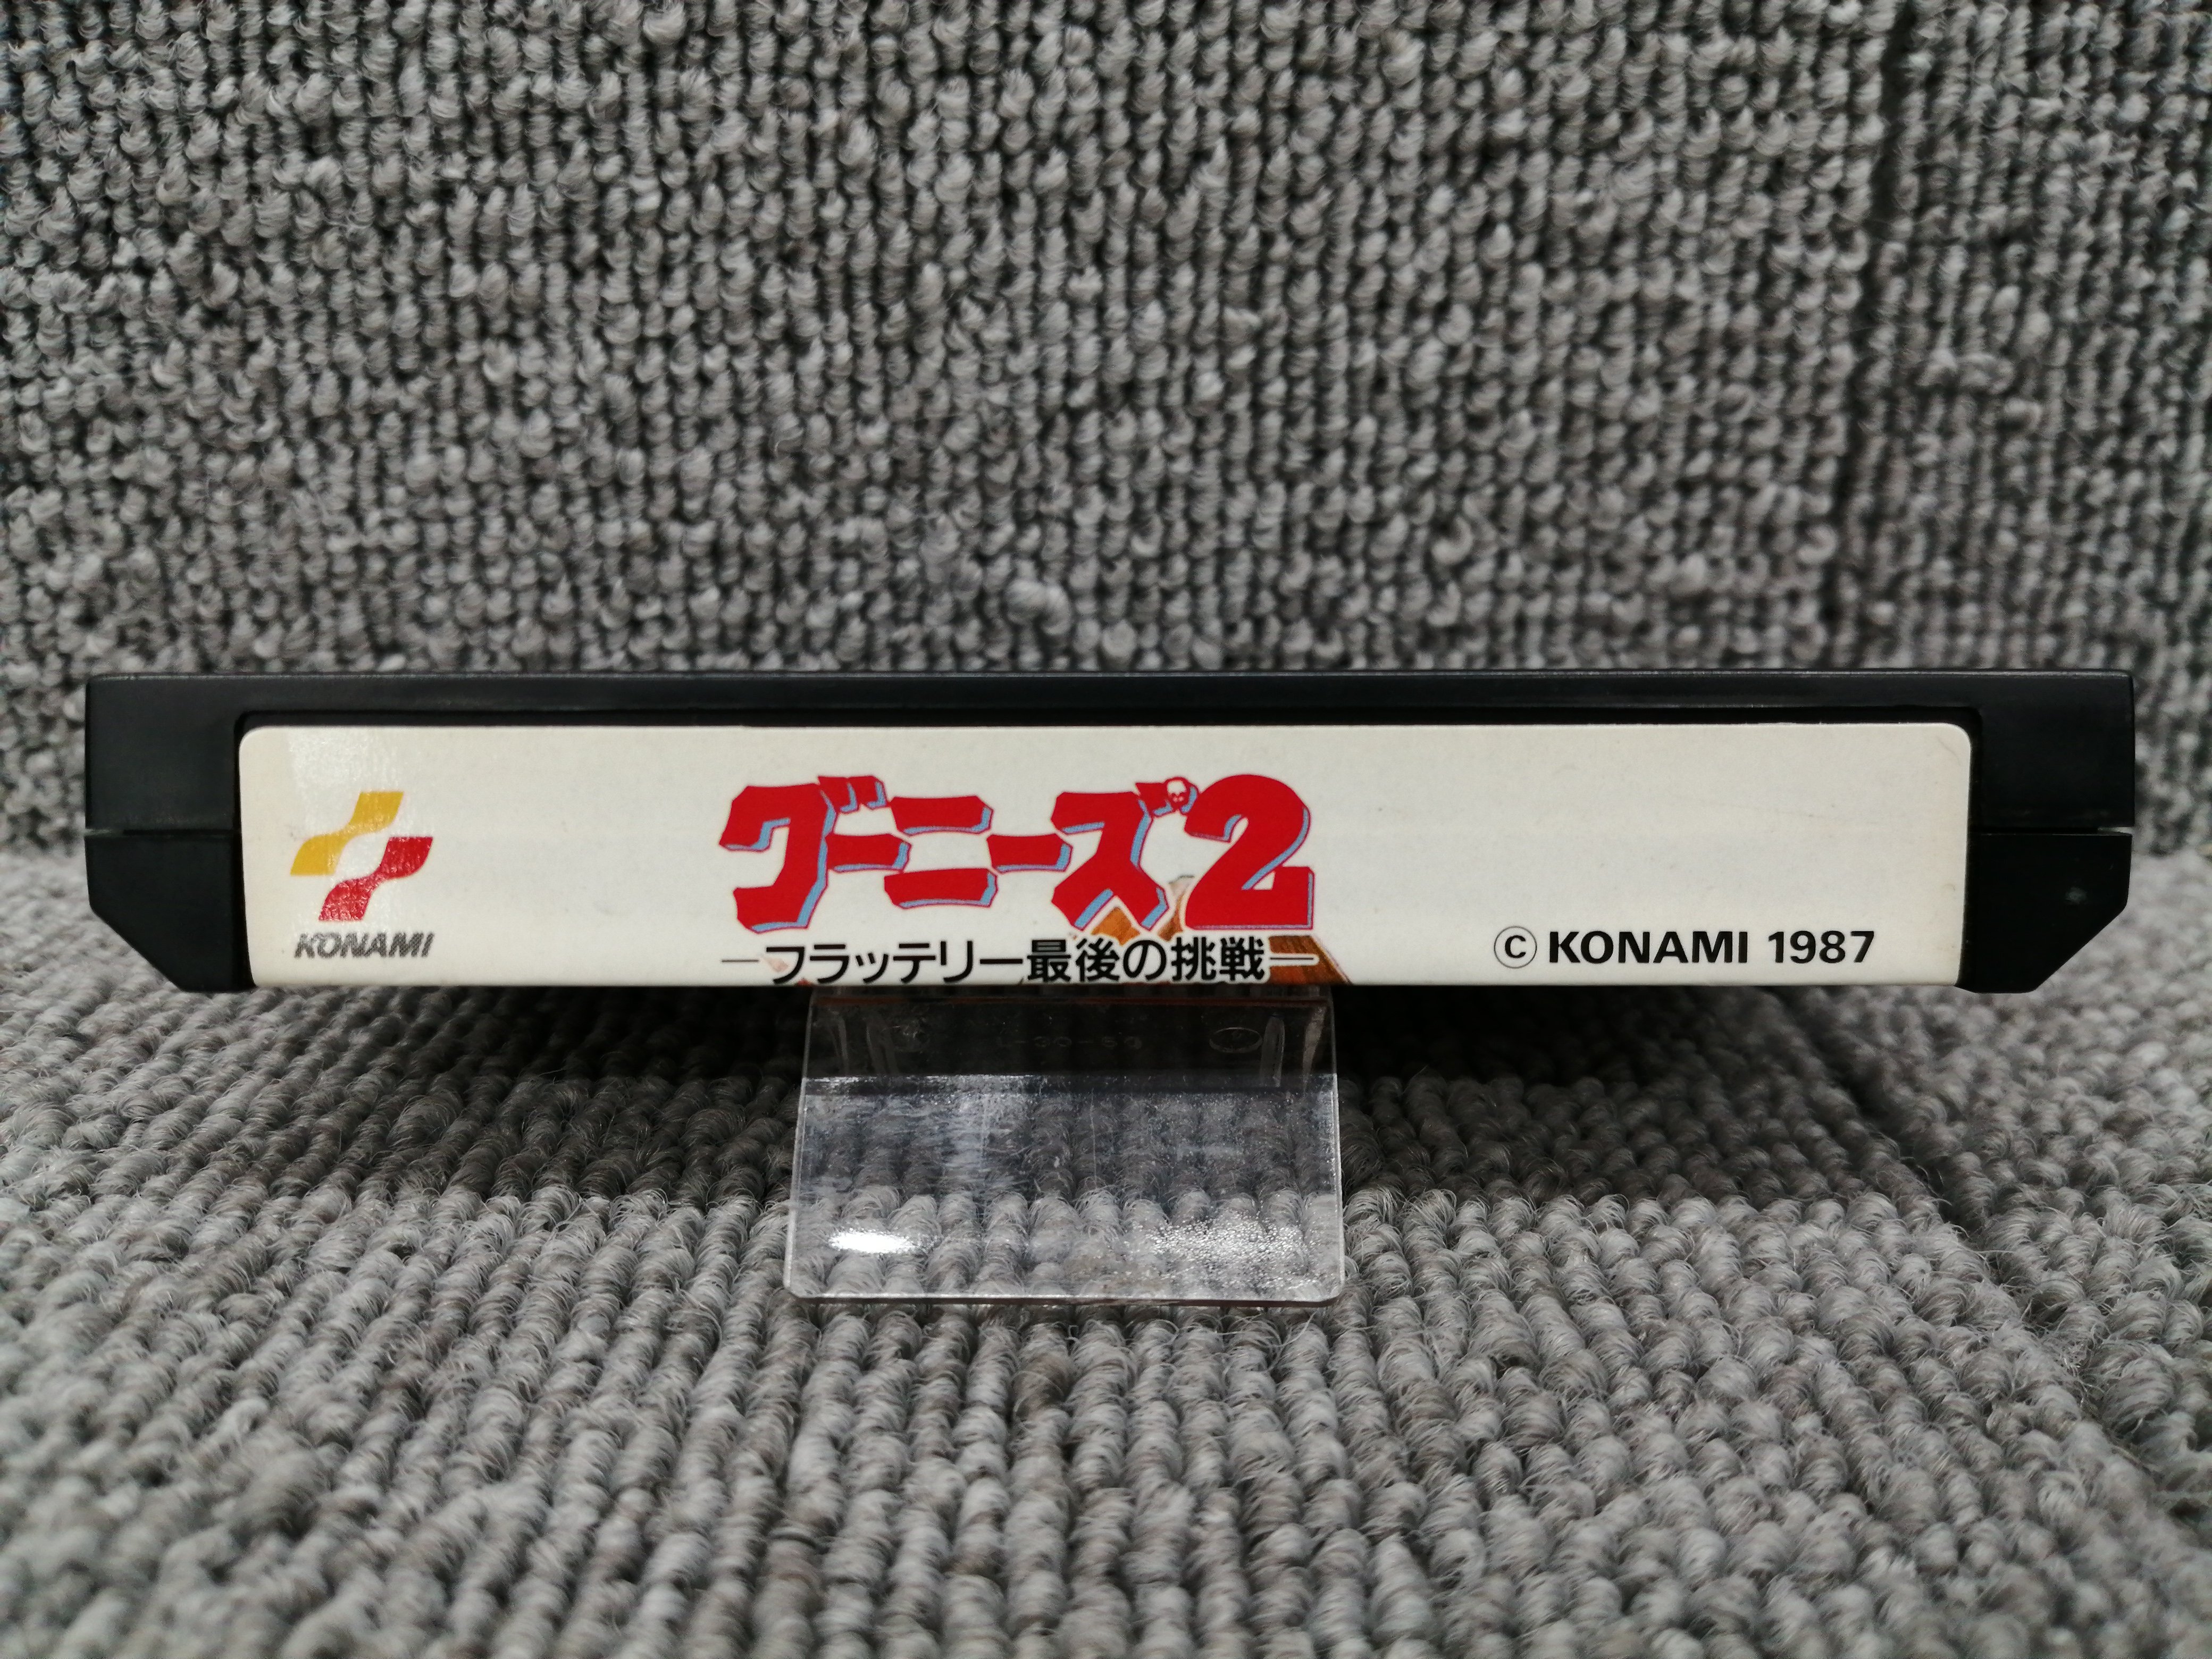 グーニーズ2
―フラッテリー最後の挑戦―
KONAMI
© KONAMI 1987